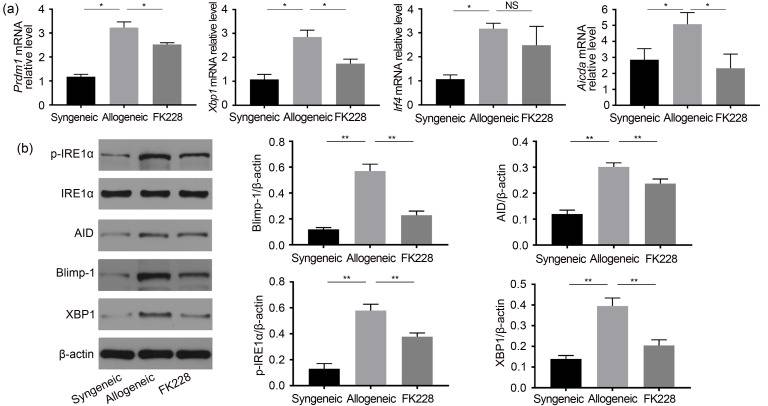 (a)
Prdm1 mRNA
relative level
4
3
2
1
0
* *
Syngeneic Allogeneic FK228
Xbp1 mRNA relative level
4
3
2
1
0
* *
Syngeneic Allogeneic FK228
Irf4 mRNA relative level
4
3
2
1
0
* NS
Syngeneic Allogeneic FK228
Aicda mRNA
relative level
6
5
4
3
2
1
0
* *
Syngeneic Allogeneic FK228
(b)
p-IRE1α
IRE1α
AID
Blimp-1
XBP1
β-actin
Syngeneic
Allogeneic
FK228
Blimp-1/β-actin
0.8
0.6
0.4
0.2
0.0
** **
Syngeneic Allogeneic FK228
AID/β-actin
0.4
0.3
0.2
0.1
0.0
** **
Syngeneic Allogeneic FK228
p-IRE1α/β-actin
0.8
0.6
0.4
0.2
0.0
** **
Syngeneic Allogeneic FK228
XBP1/β-actin
0.5
0.4
0.3
0.2
0.1
0.0
** **
Syngeneic Allogeneic FK228